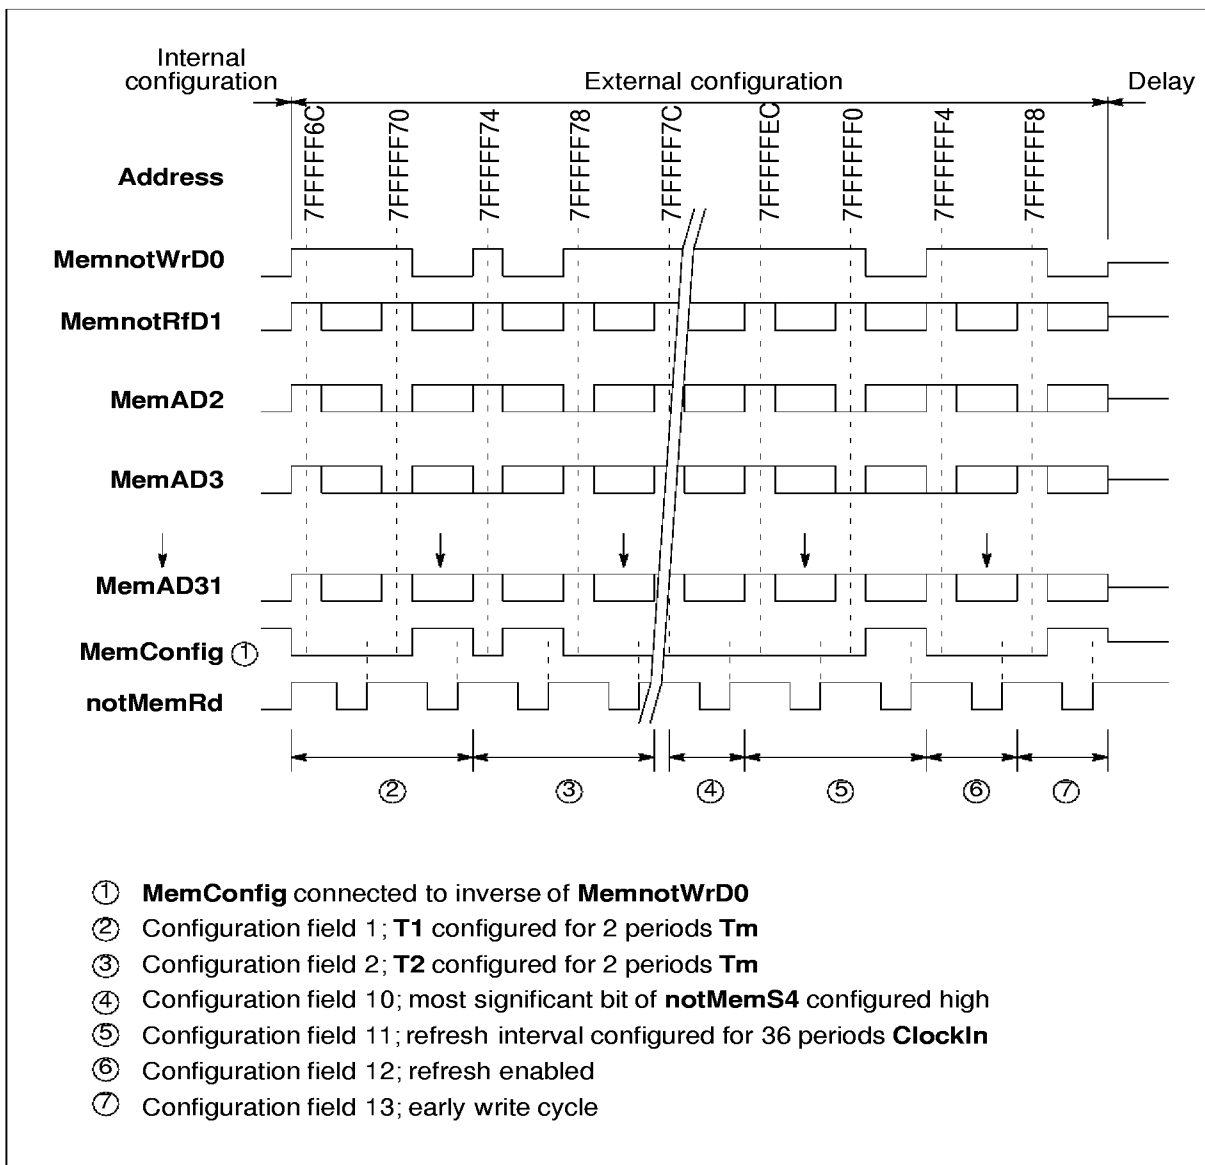 Internal configuration
External configuration
Delay
Address
7FFFFF6C
7FFFFF70
7FFFFF74
7FFFFF78
7FFFFF7C
7FFFFFEC
7FFFFFF0
7FFFFFF4
7FFFFFF8
MemnotWrD0
MemnotRfD1
MemAD2
MemAD3
MemAD31
MemConfig ①
notMemRd
② ③ ④ ⑤ ⑥ ⑦
① MemConfig connected to inverse of MemnotWrD0
② Configuration field 1; T1 configured for 2 periods Tm
③ Configuration field 2; T2 configured for 2 periods Tm
④ Configuration field 10; most significant bit of notMemS4 configured high
⑤ Configuration field 11; refresh interval configured for 36 periods ClockIn
⑥ Configuration field 12; refresh enabled
⑦ Configuration field 13; early write cycle